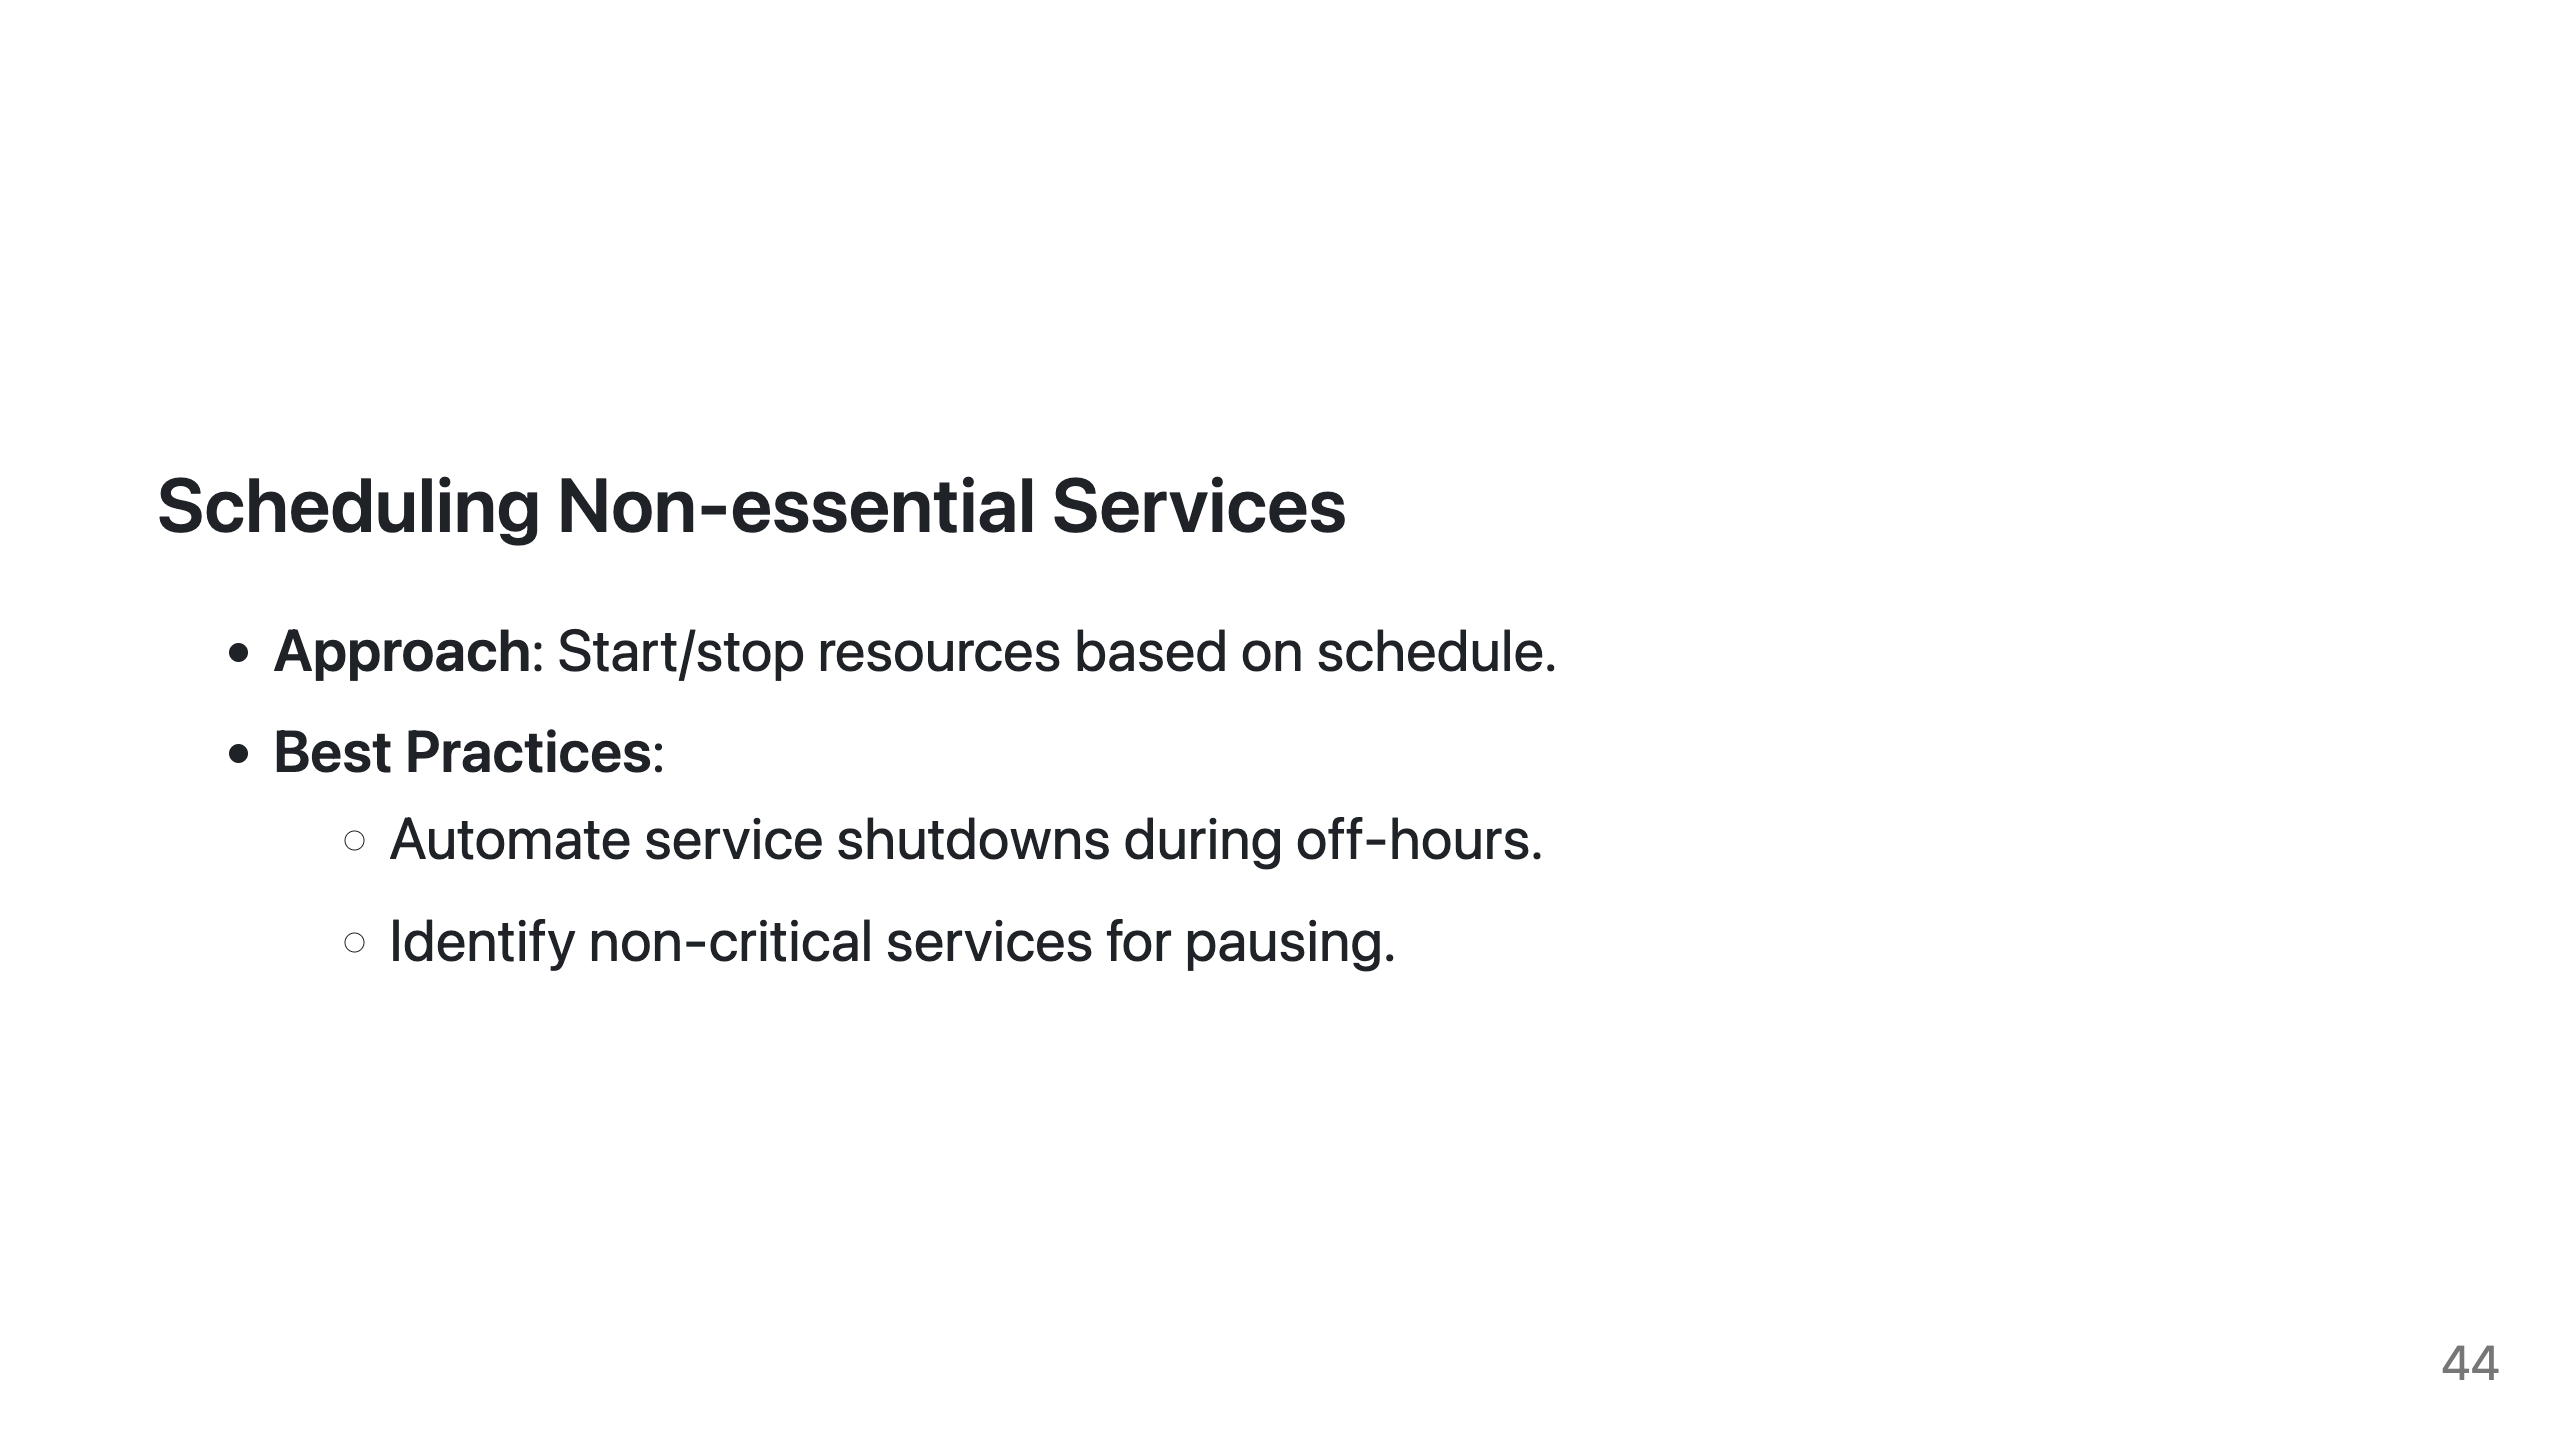 Scheduling Non-essential Services
• Approach: Start/stop resources based on schedule.
• Best Practices:
○ Automate service shutdowns during off-hours.
○ Identify non-critical services for pausing.
44